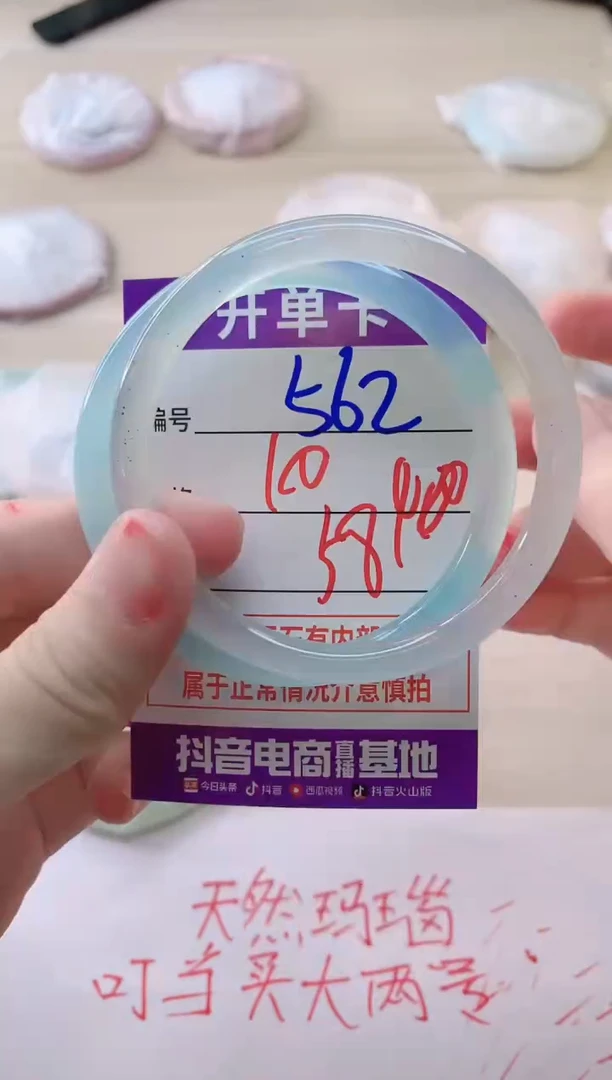 开单卡
编号 562
10
58
属于正常情况介意慎拍
抖音电商直播基地
今日头条 抖音 西瓜视频 抖音火山版
天然玛瑙
叮当买大两号